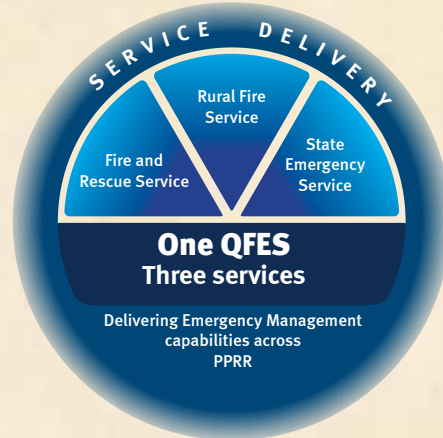 SERVICE DELIVERY
Rural Fire
Service
Fire and
Rescue Service
State
Emergency
Service
One QFES
Three services
Delivering Emergency Management
capabilities across
PPRR